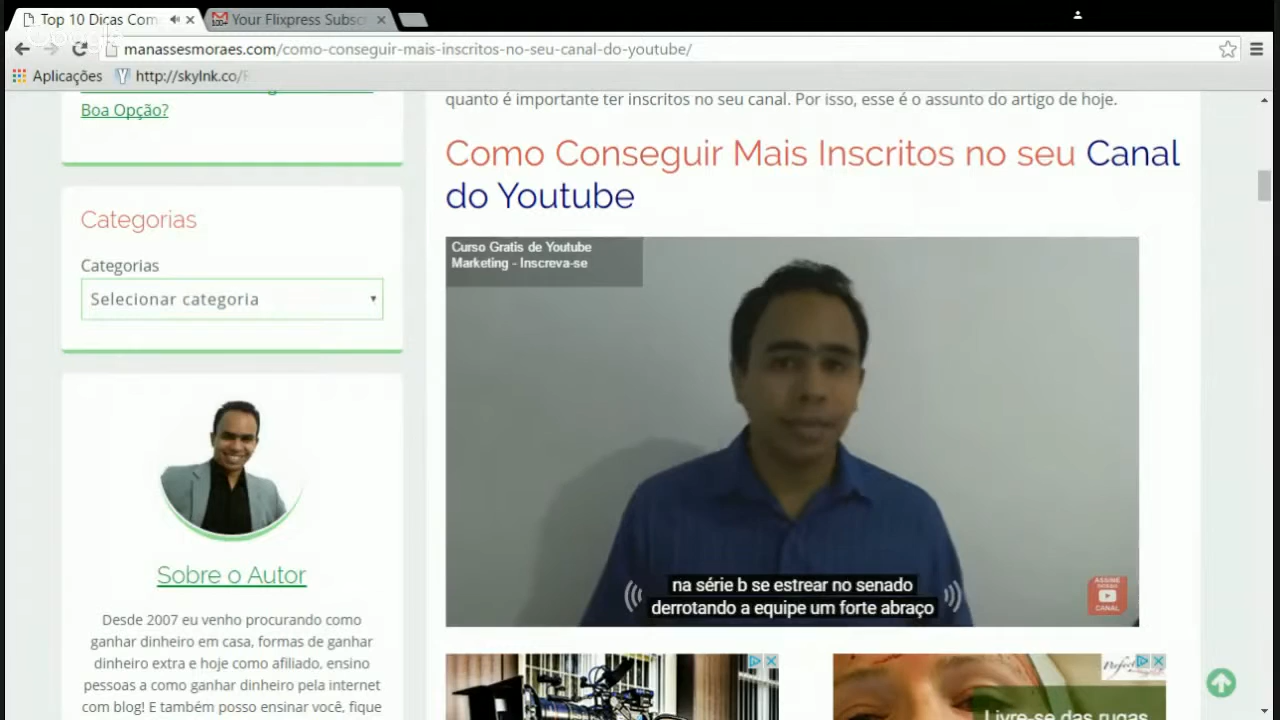 Top 10 Dicas Com
Your Flixpress Subsc
manassesmoraes.com/como-conseguir-mais-inscritos-no-seu-canal-do-youtube/
Aplicações
http://skylnk.co/
Boa Opção?
Categorias
Categorias
Selecionar categoria
Sobre o Autor
Desde 2007 eu venho procurando como
ganhar dinheiro em casa, formas de ganhar
dinheiro extra e hoje como afiliado, ensino
pessoas a como ganhar dinheiro pela internet
com blog! E também posso ensinar você, fique
quanto é importante ter inscritos no seu canal. Por isso, esse é o assunto do artigo de hoje.
Como Conseguir Mais Inscritos no seu Canal
do Youtube
Curso Gratis de Youtube
Marketing - Inscreva-se
na série b se estrear no senado
derrotando a equipe um forte abraço
ASSINE
NOSSO
CANAL
Livre-se das rugas